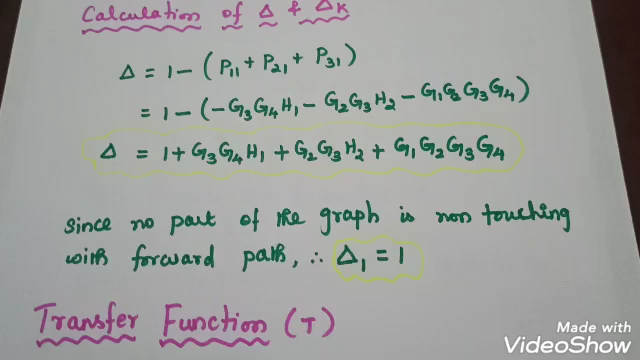 Calculation of Δ & ΔK
Δ = 1 - (P11 + P21 + P31)
= 1 - (-G3G4H1 - G2G3H2 - G1G2G3G4)
Δ = 1 + G3G4H1 + G2G3H2 + G1G2G3G4
since no part of the graph is non touching
with forward path, ∴ Δ1 = 1
Transfer Function (T)
Made with
VideoShow